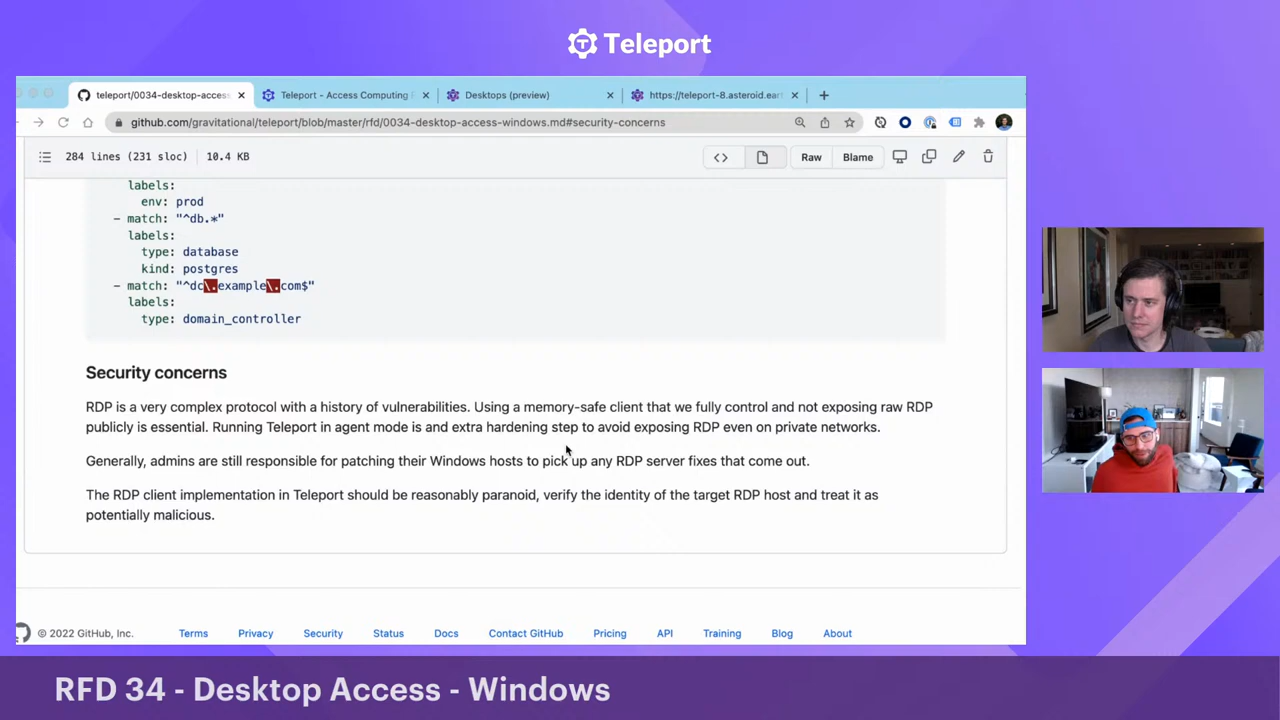 Teleport
teleport/0034-desktop-access
Teleport - Access Computing P
Desktops (preview)
https://teleport-8.asteroid.eart
github.com/gravitational/teleport/blob/master/rfd/0034-desktop-access-windows.md#security-concerns
284 lines (231 sloc)
10.4 KB
Raw
Blame
labels:
env: prod
- match: "^db.*"
labels:
type: database
kind: postgres
- match: "^dc\.example\.com$"
labels:
type: domain_controller
Security concerns
RDP is a very complex protocol with a history of vulnerabilities. Using a memory-safe client that we fully control and not exposing raw RDP
publicly is essential. Running Teleport in agent mode is and extra hardening step to avoid exposing RDP even on private networks.
Generally, admins are still responsible for patching their Windows hosts to pick up any RDP server fixes that come out.
The RDP client implementation in Teleport should be reasonably paranoid, verify the identity of the target RDP host and treat it as
potentially malicious.
© 2022 GitHub, Inc.
Terms
Privacy
Security
Status
Docs
Contact GitHub
Pricing
API
Training
Blog
About
RFD 34 - Desktop Access - Windows